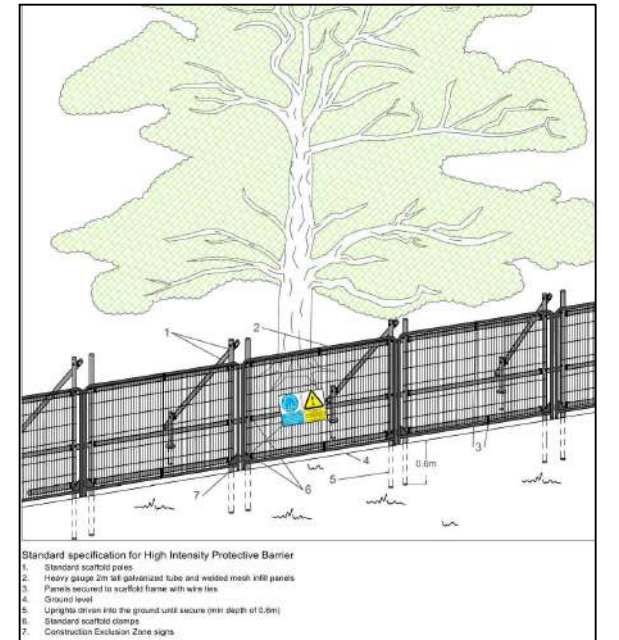 1
2
3
0.6m
4
5
6
7
Standard specification for High Intensity Protective Barrier
1. Standard scaffold poles
2. Heavy gauge 2m tall galvanized tube and welded mesh infill panels
3. Panels secured to scaffold frame with wire ties
4. Ground level
5. Uprights driven into the ground until secure (min depth of 0.6m)
6. Standard scaffold clamps
7. Construction Exclusion Zone signs